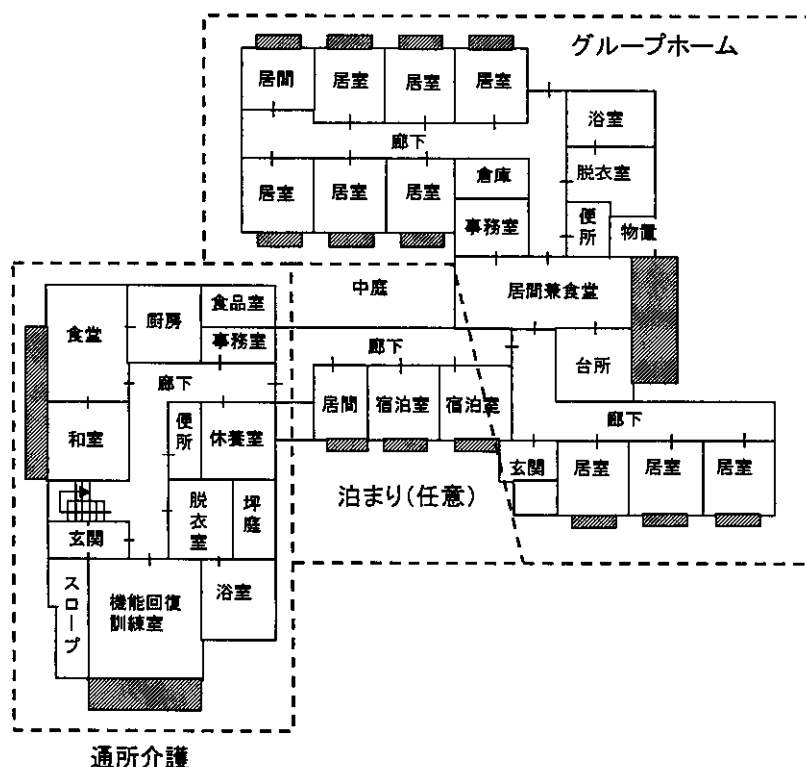 グループホーム
居間
居室
居室
居室
浴室
廊下
脱衣室
居室
居室
居室
倉庫
事務室
便所
物置
中庭
居間兼食堂
食堂
厨房
食品室
事務室
廊下
台所
廊下
居間
宿泊室
宿泊室
廊下
和室
便所
休養室
玄関
居室
居室
居室
泊まり(任意)
脱衣室
坪庭
玄関
スロープ
機能回復
訓練室
浴室
通所介護